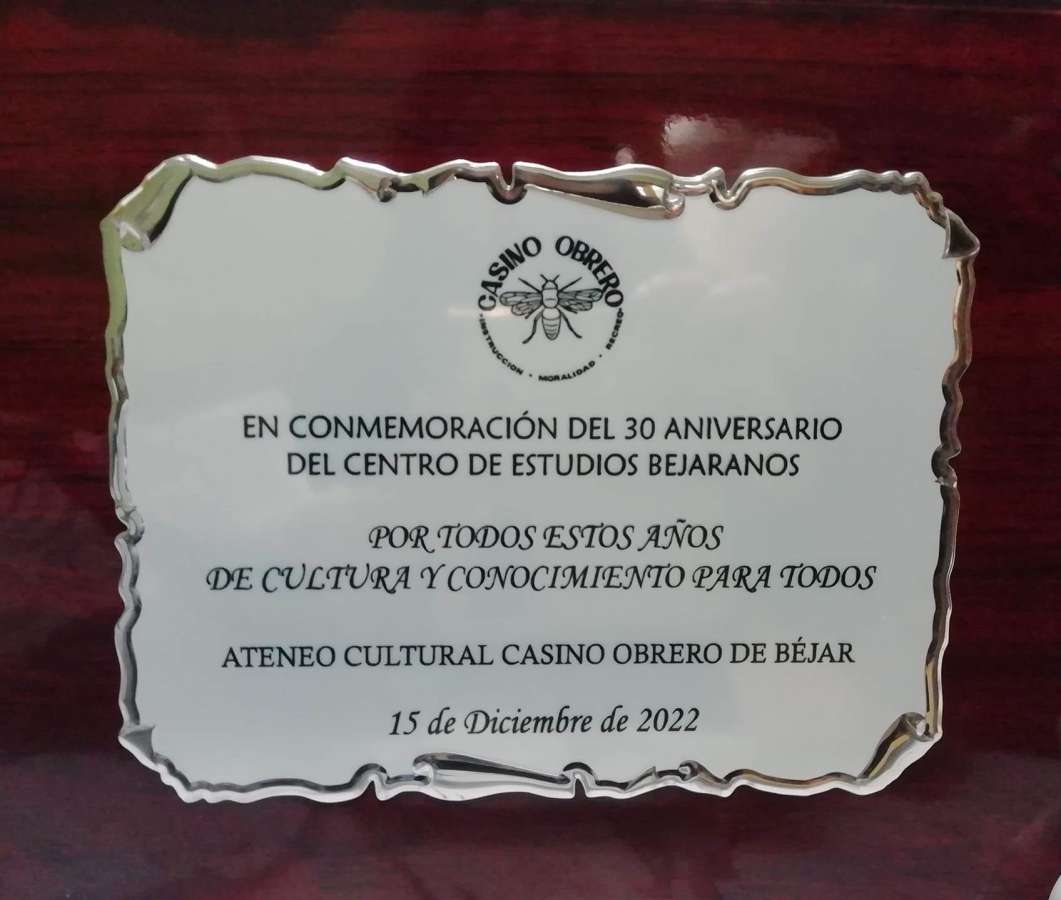 CASINO OBRERO
INSTRUCCION · MORALIDAD · RECREO
EN CONMEMORACIÓN DEL 30 ANIVERSARIO
DEL CENTRO DE ESTUDIOS BEJARANOS
POR TODOS ESTOS AÑOS
DE CULTURA Y CONOCIMIENTO PARA TODOS
ATENEO CULTURAL CASINO OBRERO DE BÉJAR
15 de Diciembre de 2022